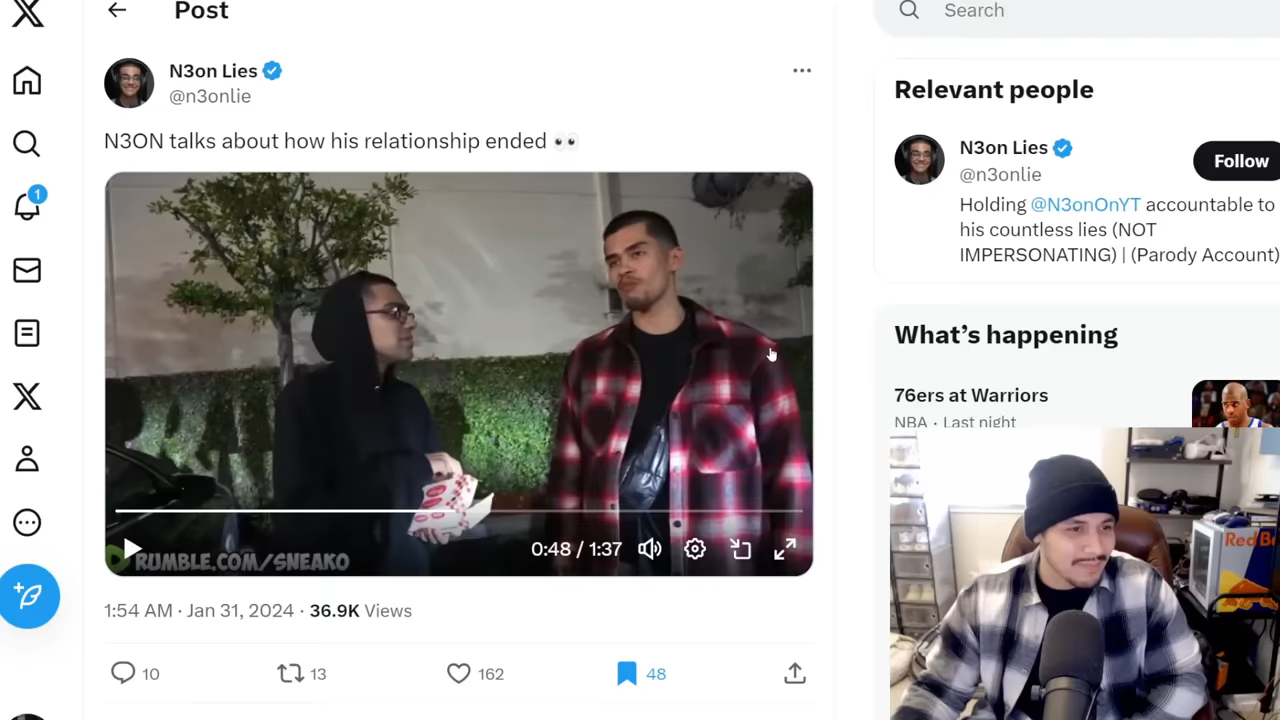 Post
Search
N3on Lies
@n3onlie
N3ON talks about how his relationship ended 👀
RUMBLE.COM/SNEAKO
0:48 / 1:37
1:54 AM · Jan 31, 2024 · 36.9K Views
10
13
162
48
1
Relevant people
N3on Lies
@n3onlie
Follow
Holding @N3onOnYT accountable to
his countless lies (NOT
IMPERSONATING) | (Parody Account)
What’s happening
76ers at Warriors
NBA · Last night